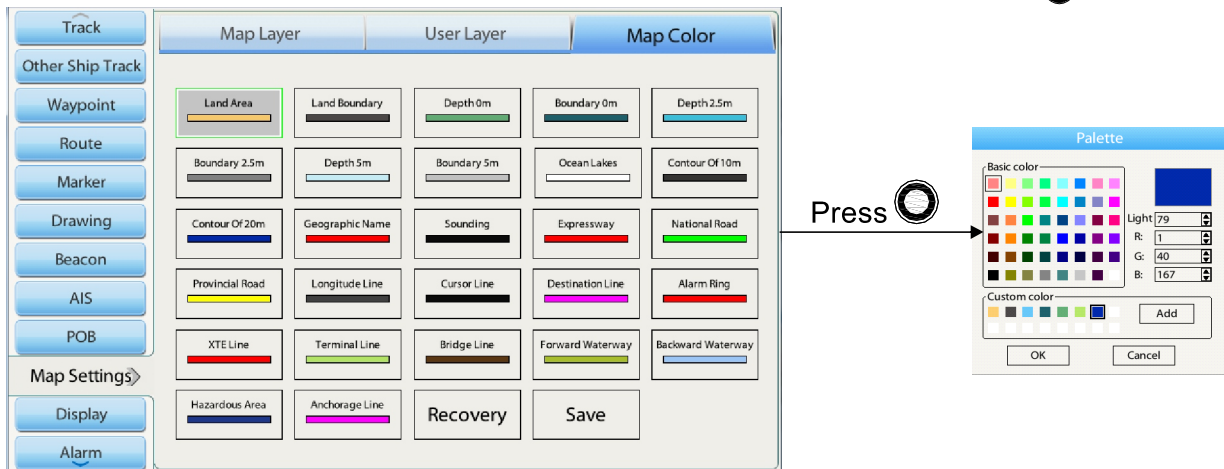 Track
Other Ship Track
Waypoint
Route
Marker
Drawing
Beacon
AIS
POB
Map Settings
Display
Alarm
Map Layer User Layer Map Color
Land Area Land Boundary Depth 0m Boundary 0m Depth 2.5m
Boundary 2.5m Depth 5m Boundary 5m Ocean Lakes Contour Of 10m
Contour Of 20m Geographic Name Sounding Expressway National Road
Provincial Road Longitude Line Cursor Line Destination Line Alarm Ring
XTE Line Terminal Line Bridge Line Forward Waterway Backward Waterway
Hazardous Area Anchorage Line Recovery Save
Press
Palette
Basic color
Light 79
R: 1
G: 40
B: 167
Custom color
Add
OK Cancel